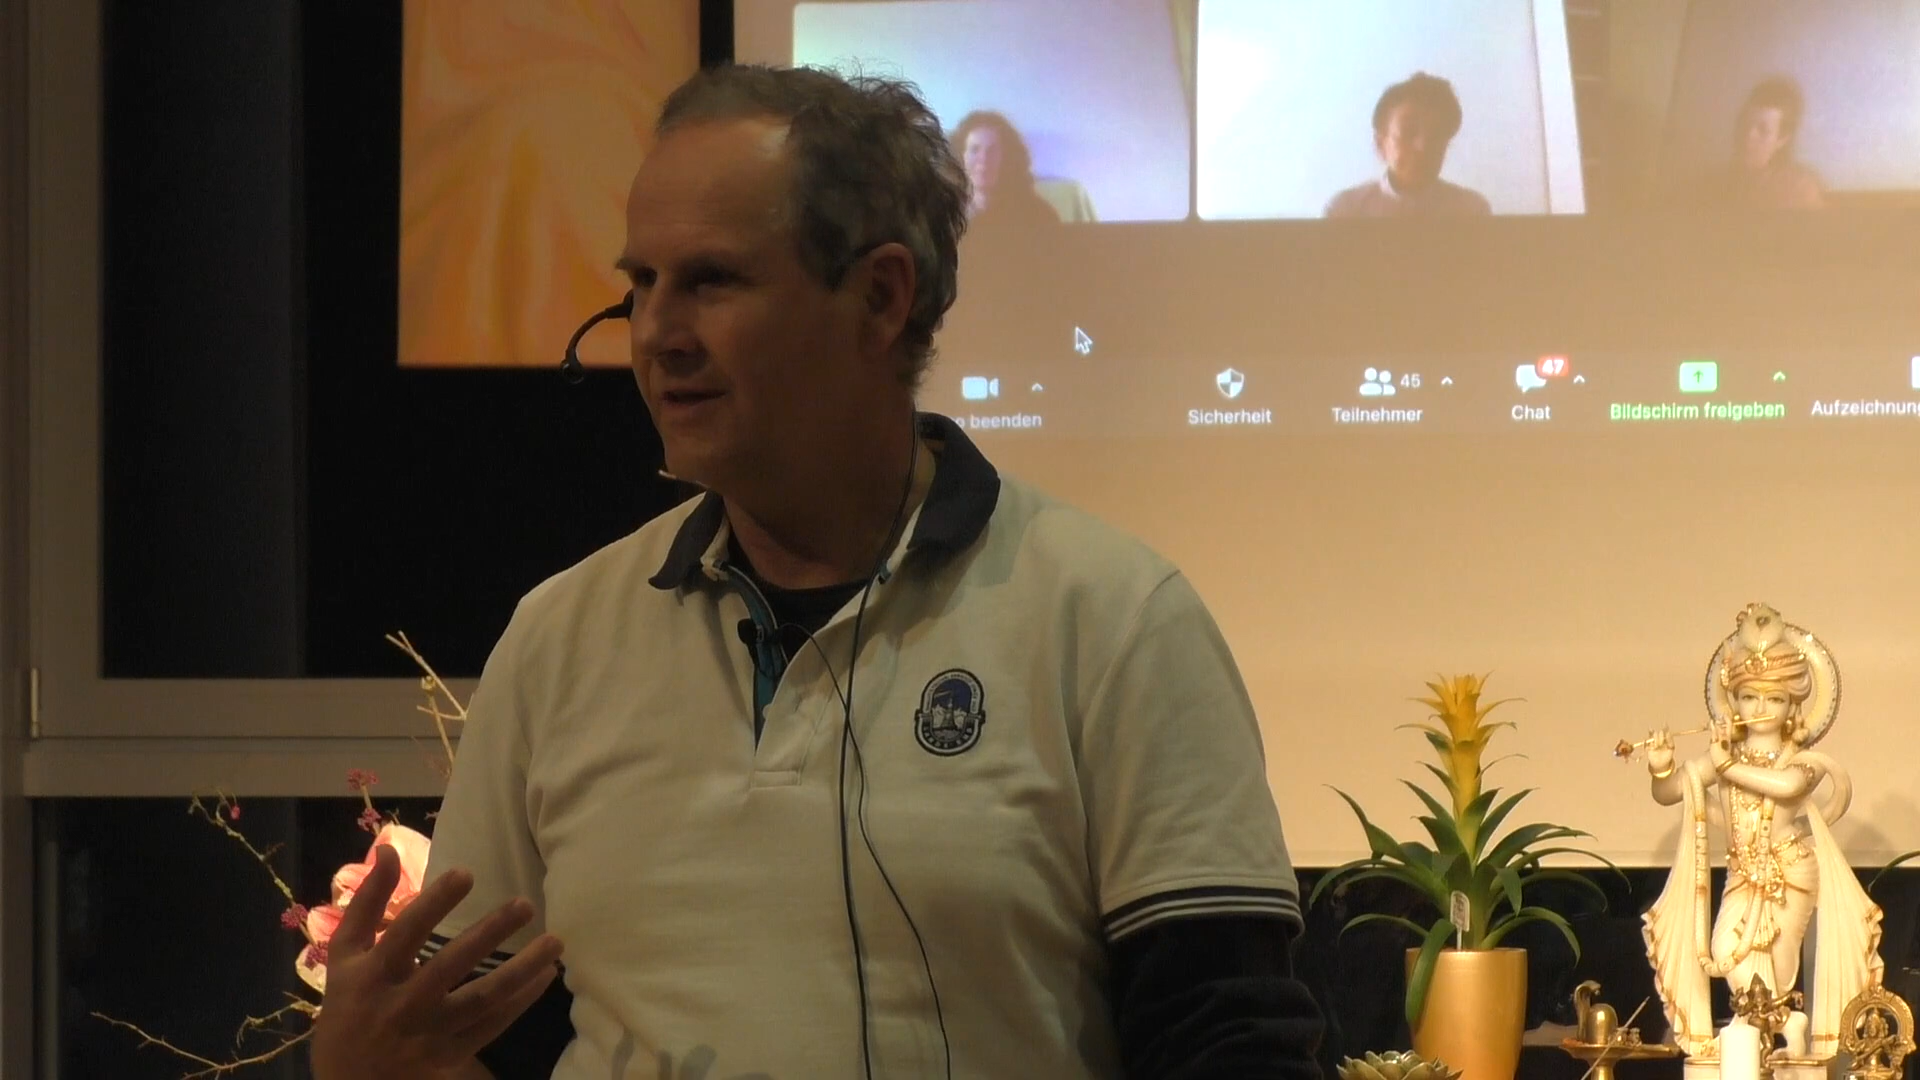 o beenden
Sicherheit
45
Teilnehmer
47
Chat
Bildschirm freigeben
Aufzeichnung